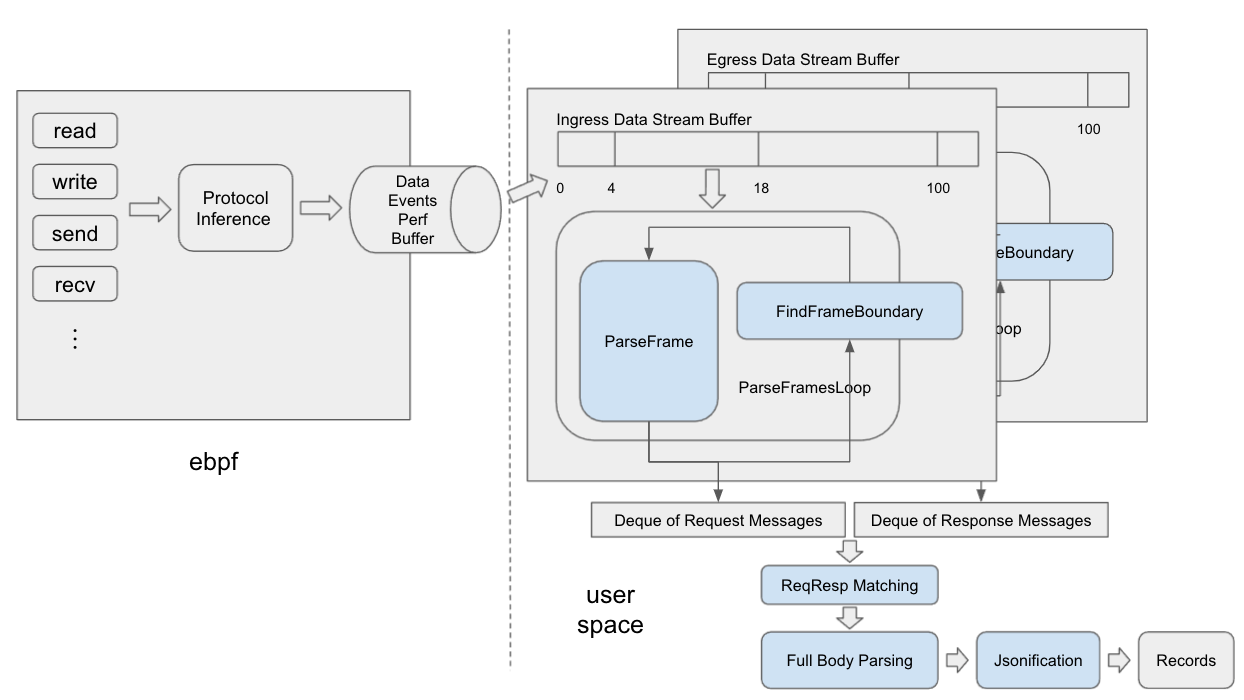 read
write
send
recv
Protocol
Inference
Data
Events
Perf
Buffer
ebpf
Egress Data Stream Buffer
100
eBoundary
oop
Ingress Data Stream Buffer
0 4 18 100
ParseFrame
FindFrameBoundary
ParseFramesLoop
Deque of Request Messages
Deque of Response Messages
user
space
ReqResp Matching
Full Body Parsing
Jsonification
Records